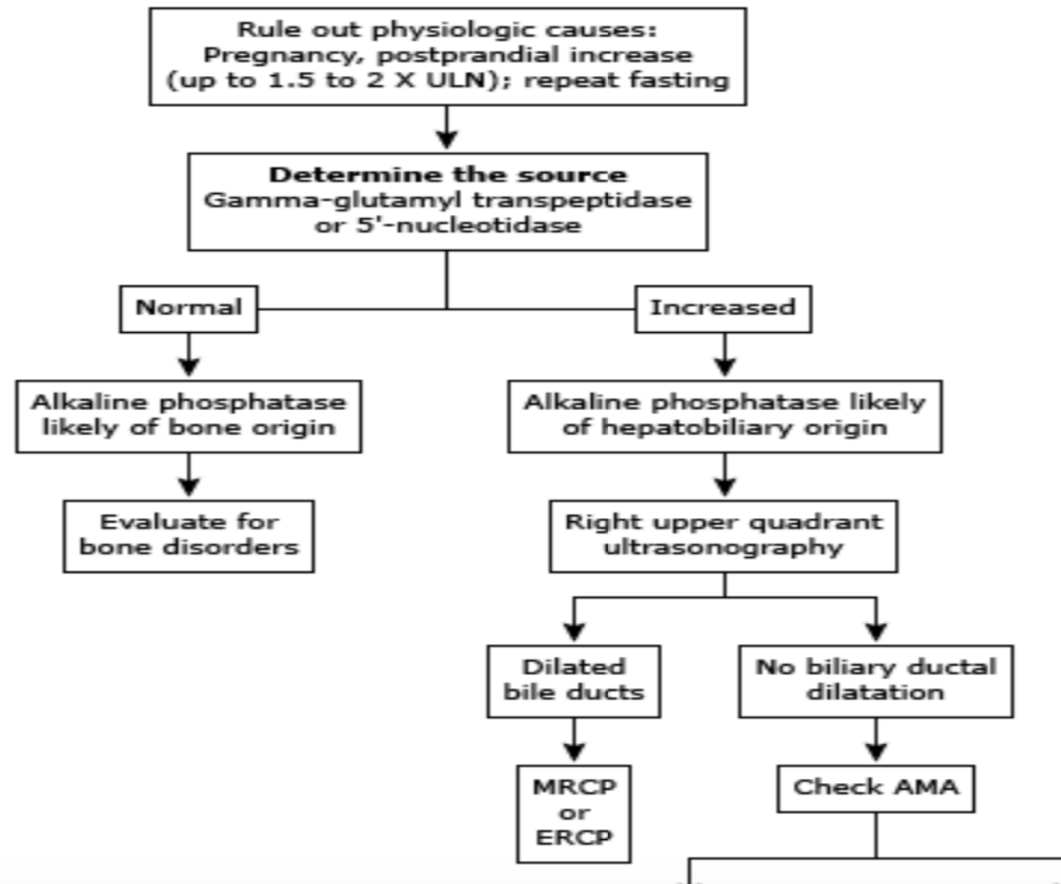 Rule out physiologic causes:
Pregnancy, postprandial increase
(up to 1.5 to 2 X ULN); repeat fasting
Determine the source
Gamma-glutamyl transpeptidase
or 5'-nucleotidase
Normal
Increased
Alkaline phosphatase
likely of bone origin
Alkaline phosphatase likely
of hepatobiliary origin
Evaluate for
bone disorders
Right upper quadrant
ultrasonography
Dilated
bile ducts
No biliary ductal
dilatation
MRCP
or
ERCP
Check AMA